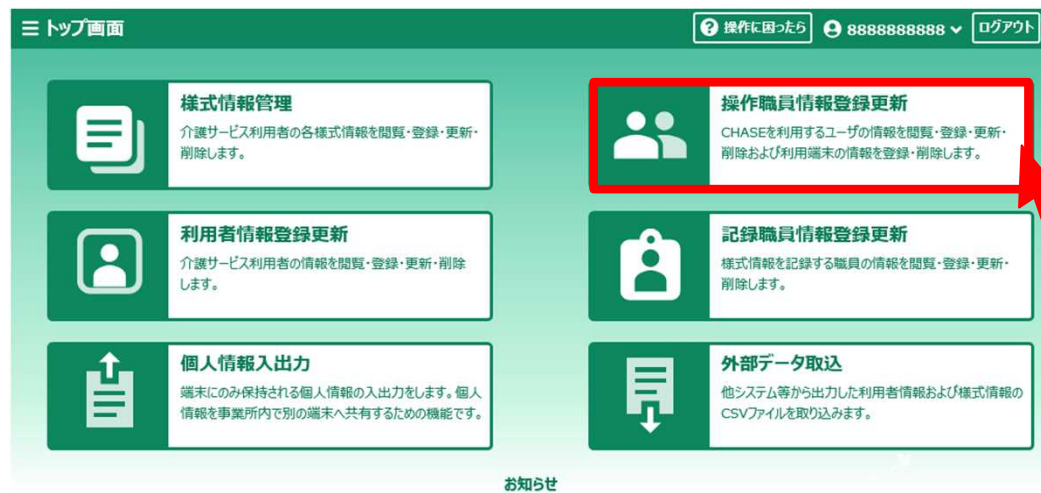 トップ画面
操作に困ったら 8888888888 ログアウト
様式情報管理
介護サービス利用者の各様式情報を閲覧・登録・更新・
削除します。
操作職員情報登録更新
CHASEを利用するユーザの情報を閲覧・登録・更新・
削除および利用端末の情報を登録・削除します。
利用者情報登録更新
介護サービス利用者の情報を閲覧・登録・更新・削除
します。
記録職員情報登録更新
様式情報を記録する職員の情報を閲覧・登録・更新・
削除します。
個人情報入出力
端末にのみ保持される個人情報の入出力をします。個人
情報を事業所内で別の端末へ共有するための機能です。
外部データ取込
他システム等から出力した利用者情報および様式情報の
CSVファイルを取り込みます。
お知らせ